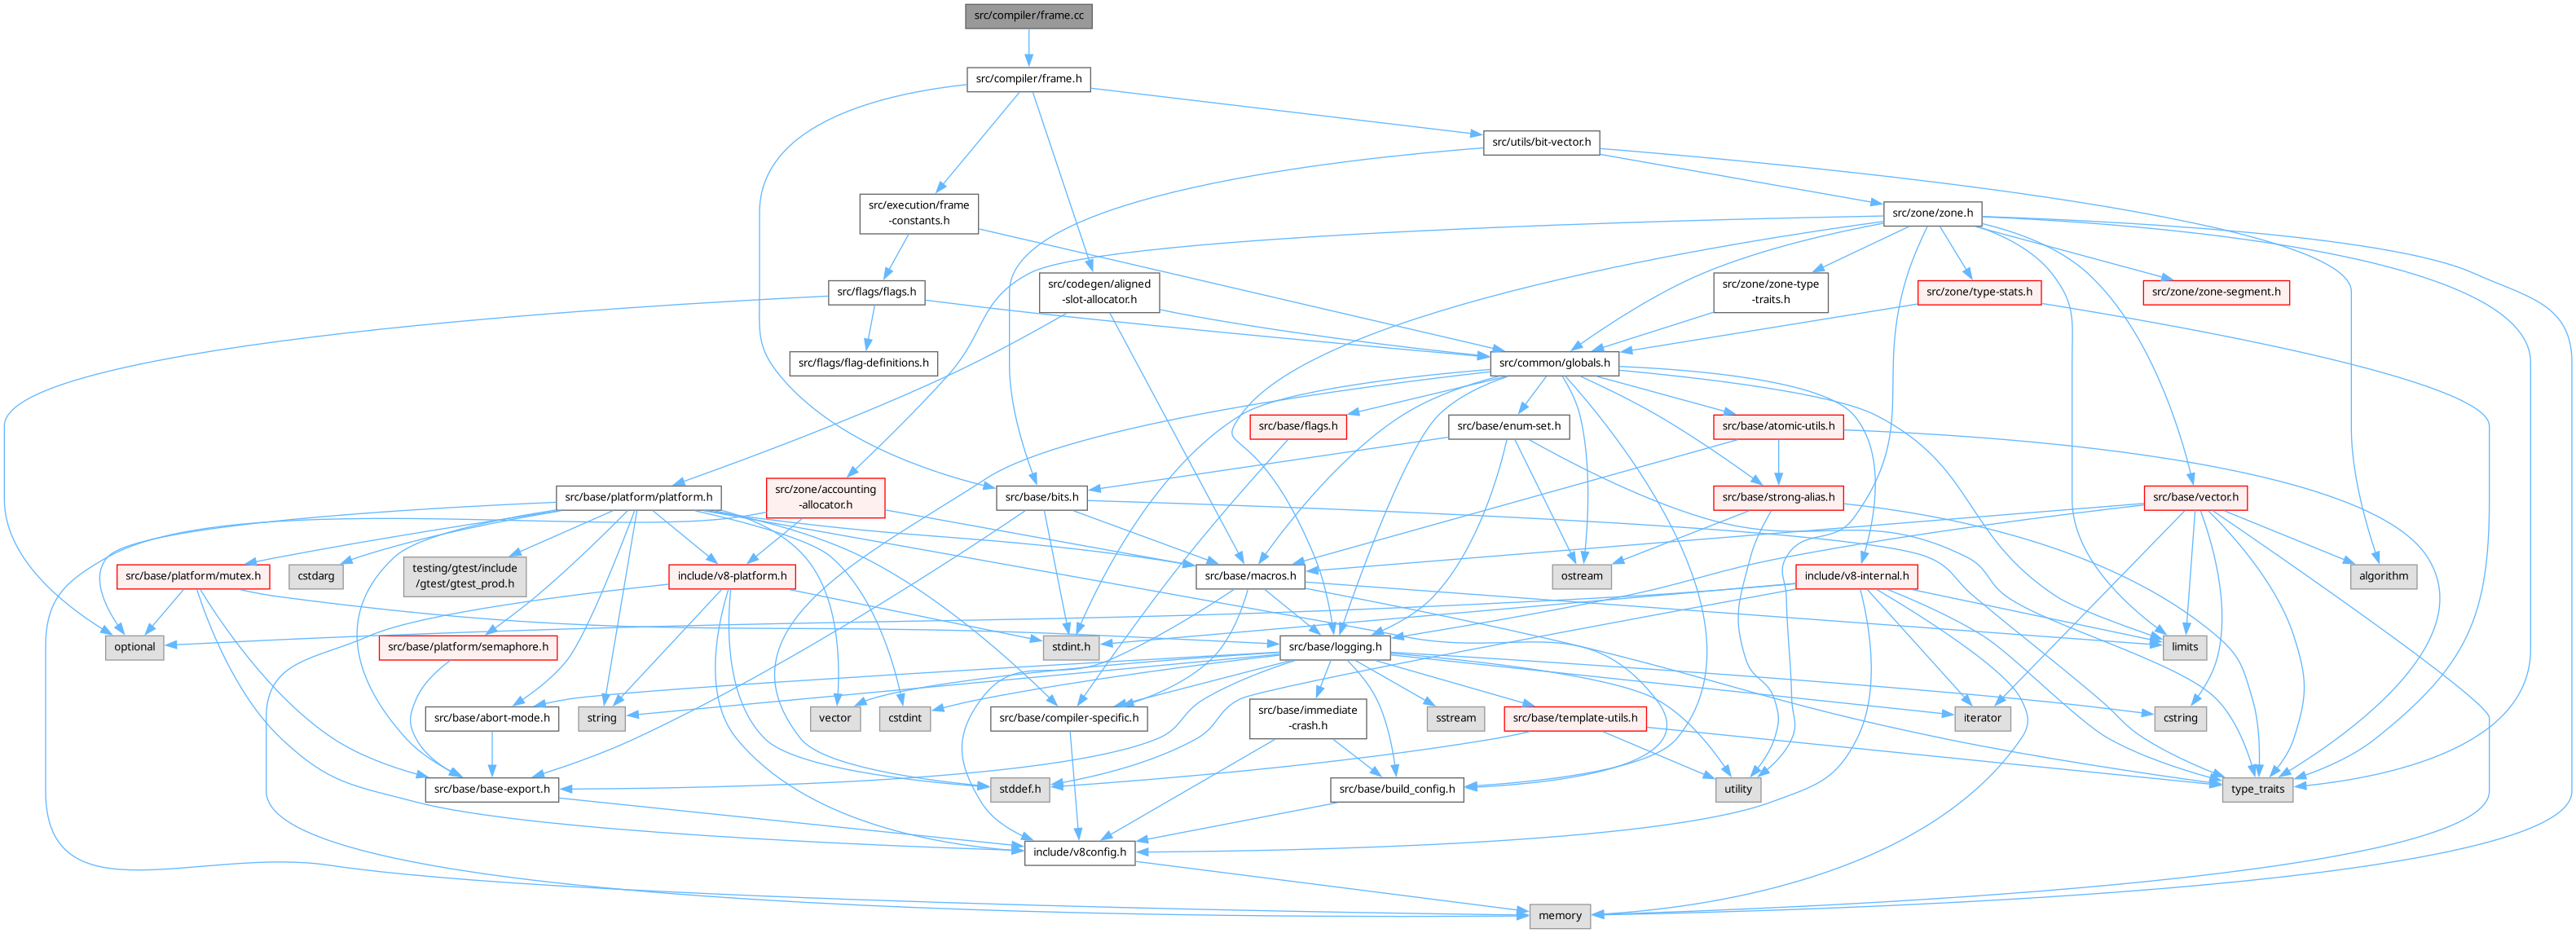 src/compiler/frame.cc
src/compiler/frame.h
src/utils/bit-vector.h
src/execution/frame
-constants.h
src/zone/zone.h
src/flags/flags.h
src/codegen/aligned
-slot-allocator.h
src/zone/zone-type
-traits.h
src/zone/type-stats.h
src/zone/zone-segment.h
src/flags/flag-definitions.h
src/common/globals.h
src/base/flags.h
src/base/enum-set.h
src/base/atomic-utils.h
src/base/platform/platform.h
src/zone/accounting
-allocator.h
src/base/bits.h
src/base/strong-alias.h
src/base/vector.h
src/base/platform/mutex.h
cstdarg
testing/gtest/include
/gtest/gtest_prod.h
include/v8-platform.h
src/base/macros.h
ostream
include/v8-internal.h
algorithm
optional
src/base/platform/semaphore.h
stdint.h
src/base/logging.h
limits
src/base/abort-mode.h
string
vector
cstdint
src/base/compiler-specific.h
src/base/immediate
-crash.h
sstream
src/base/template-utils.h
iterator
cstring
src/base/base-export.h
stddef.h
src/base/build_config.h
utility
type_traits
include/v8config.h
memory